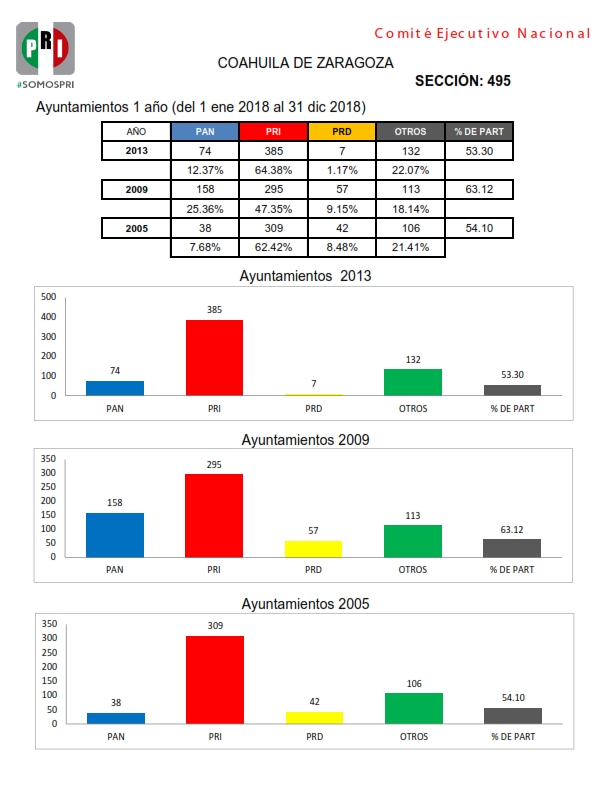 Comité Ejecutivo Nacional
PRI
#SOMOSPRI
COAHUILA DE ZARAGOZA
SECCIÓN: 495
Ayuntamientos 1 año (del 1 ene 2018 al 31 dic 2018)
AÑO PAN PRI PRD OTROS % DE PART
2013 74 385 7 132 53.30
12.37% 64.38% 1.17% 22.07%
2009 158 295 57 113 63.12
25.36% 47.35% 9.15% 18.14%
2005 38 309 42 106 54.10
7.68% 62.42% 8.48% 21.41%
Ayuntamientos 2013
500
400
300
200
100
0
74 385 7 132 53.30
PAN PRI PRD OTROS % DE PART
Ayuntamientos 2009
350
300
250
200
150
100
50
0
158 295 57 113 63.12
PAN PRI PRD OTROS % DE PART
Ayuntamientos 2005
350
300
250
200
150
100
50
0
38 309 42 106 54.10
PAN PRI PRD OTROS % DE PART